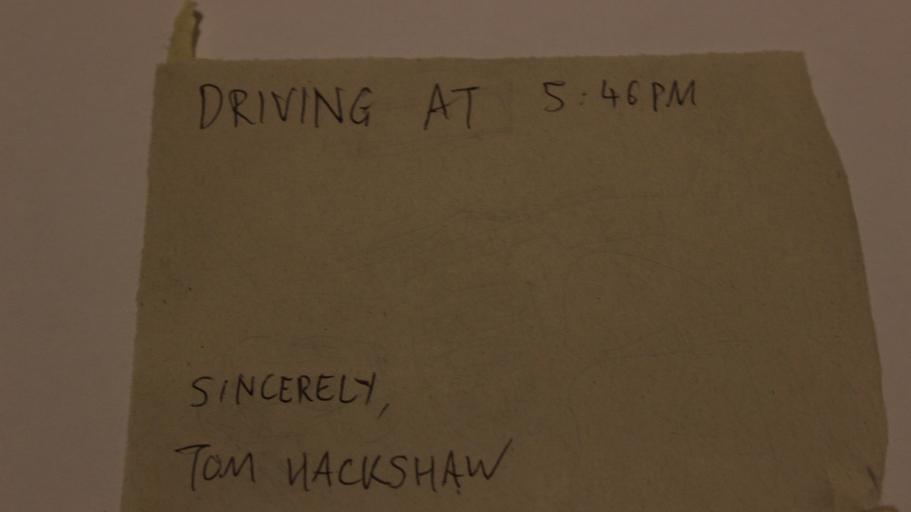 DRIVING AT 5:46PM
SINCERELY,
TOM HACKSHAW